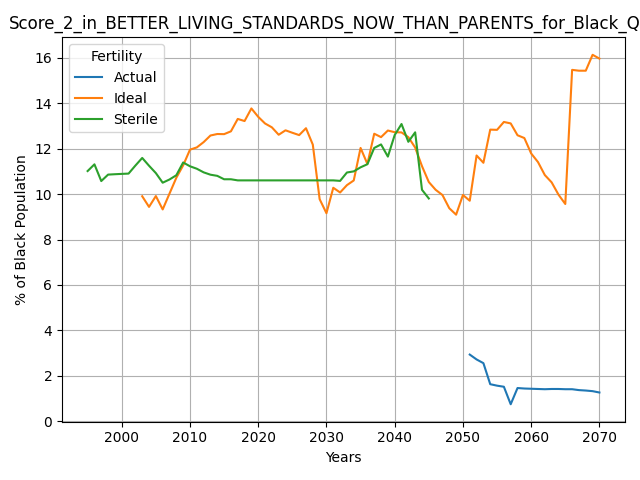 Score_2_in_BETTER_LIVING_STANDARDS_NOW_THAN_PARENTS_for_Black_Q
Fertility
Actual
Ideal
Sterile
% of Black Population
16
14
12
10
8
6
4
2
0
2000 2010 2020 2030 2040 2050 2060 2070
Years